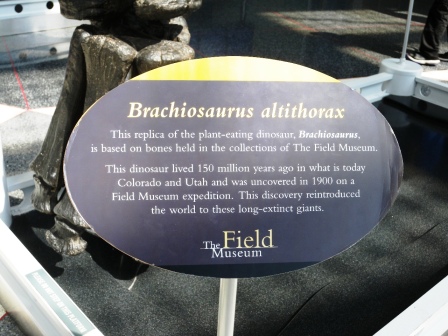 Brachiosaurus altithorax
This replica of the plant-eating dinosaur, Brachiosaurus,
is based on bones held in the collections of The Field Museum.
This dinosaur lived 150 million years ago in what is today
Colorado and Utah and was uncovered in 1900 on a
Field Museum expedition. This discovery reintroduced
the world to these long-extinct giants.
The Field
Museum